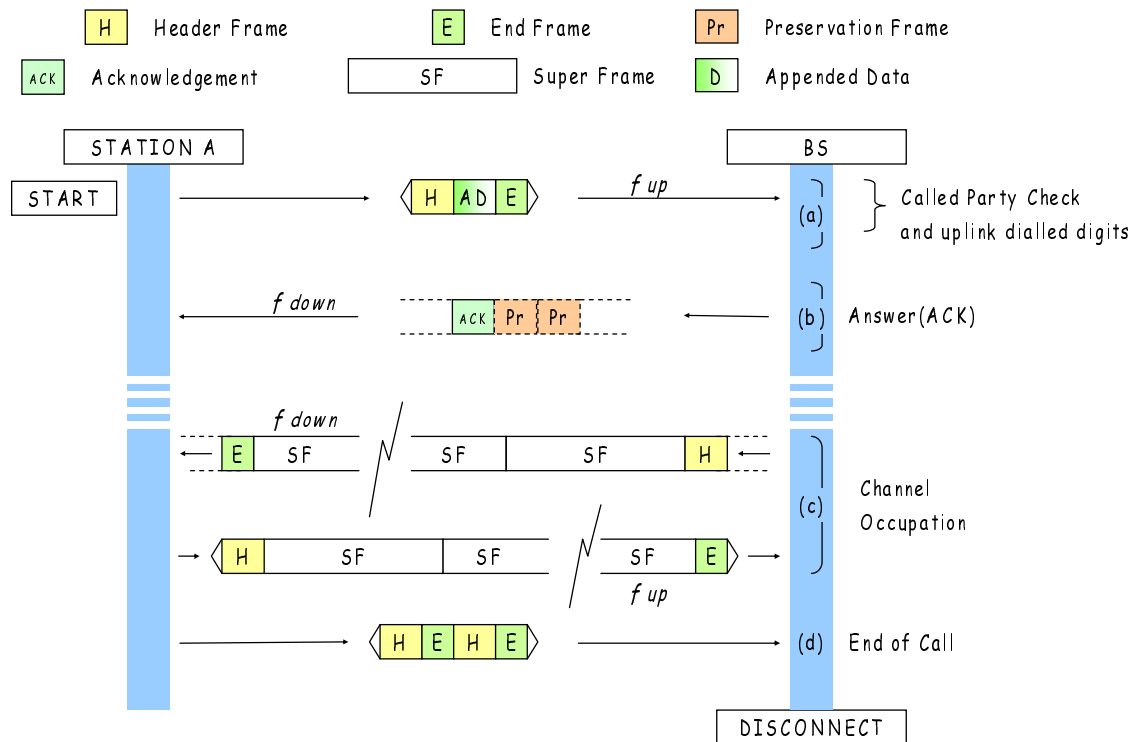 H Header Frame E End Frame Pr Preservation Frame
ACK Acknowledgement SF Super Frame D Appended Data
STATION A BS
START
H AD E
f up
(a)
Called Party Check
and uplink dialled digits
f down
ACK Pr Pr
(b) Answer(ACK)
f down
E SF SF SF H
(c)
Channel
Occupation
H SF SF SF E
f up
H E H E
(d) End of Call
DISCONNECT